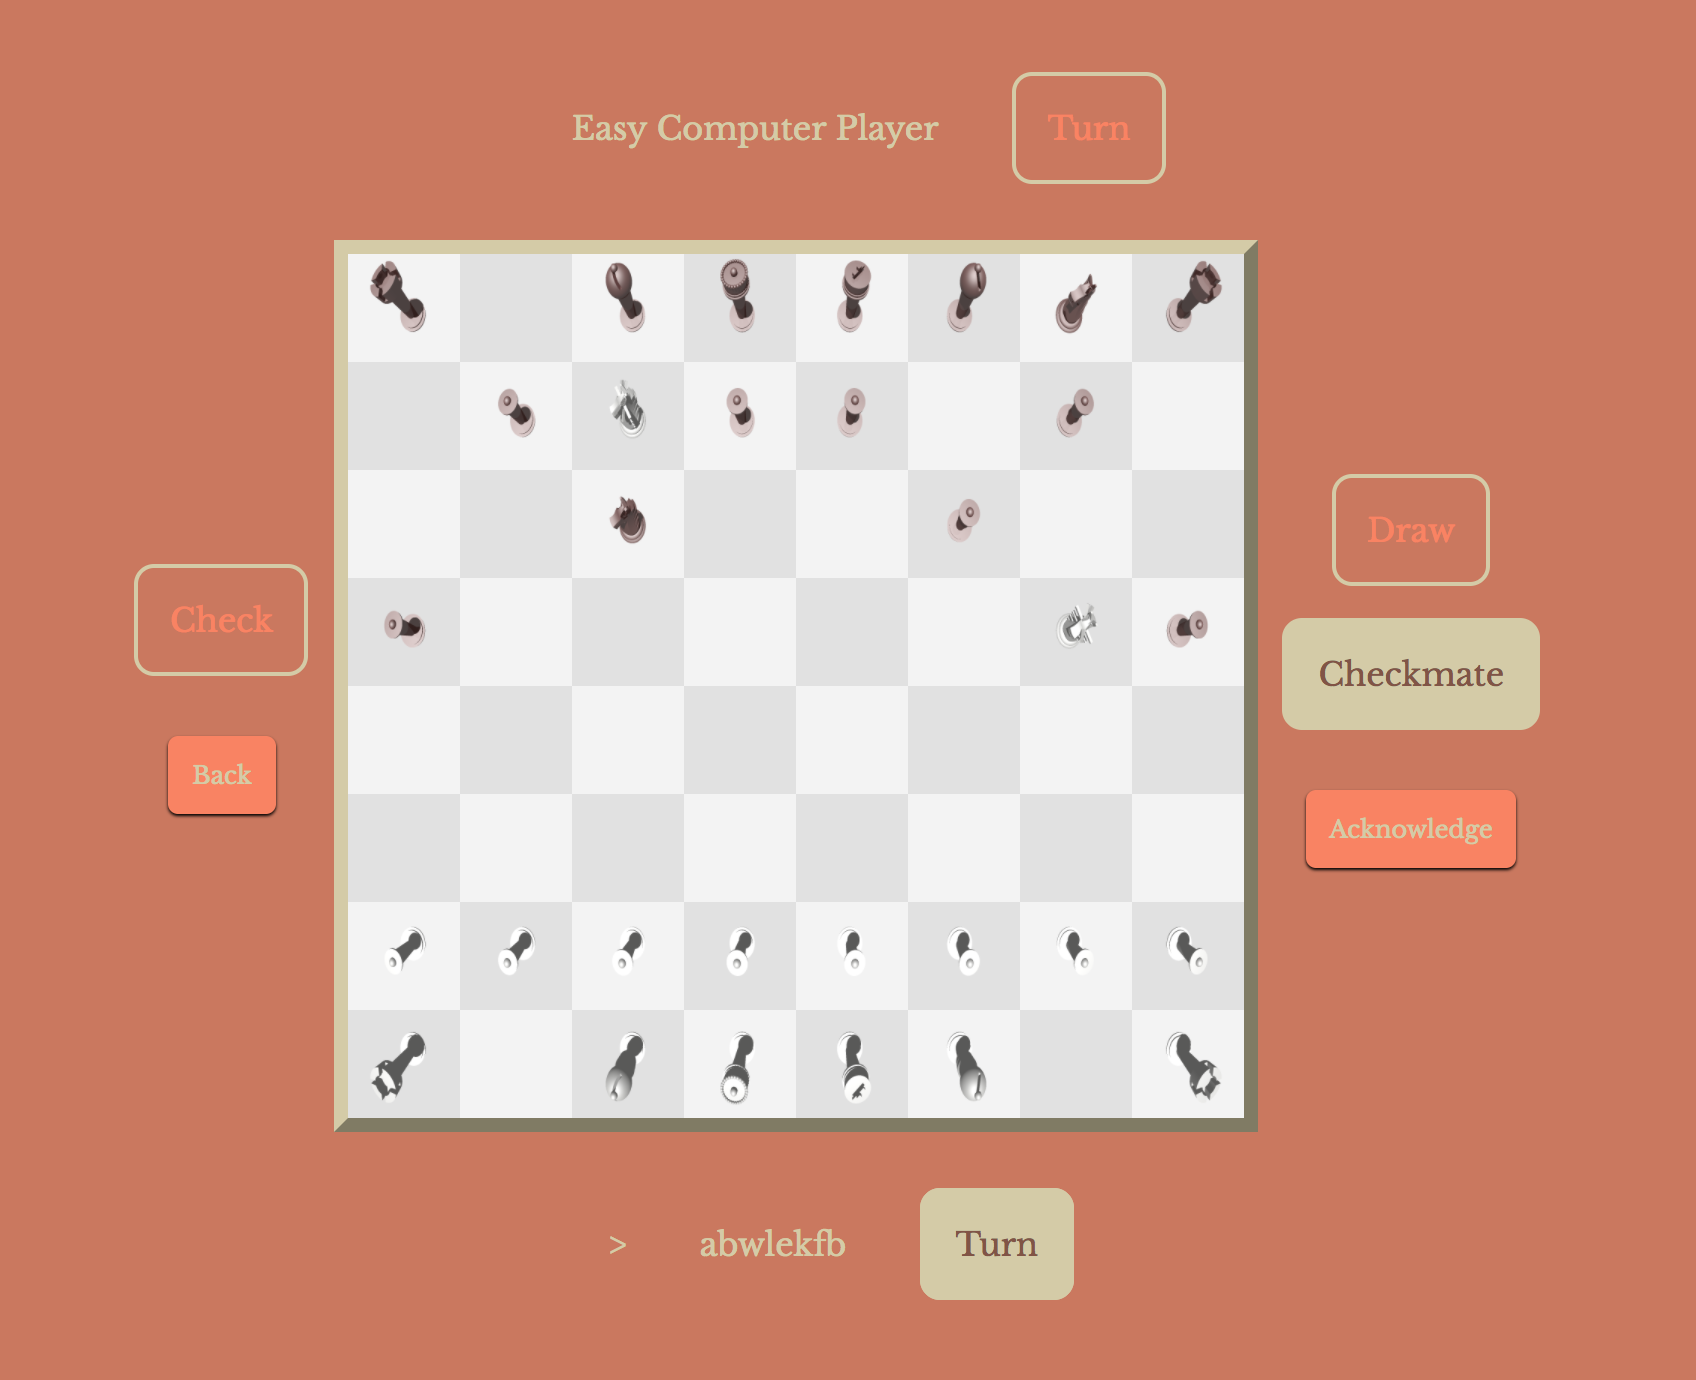 Easy Computer Player Turn
Draw
Check
Checkmate
Back
Acknowledge
> abwlekfb Turn